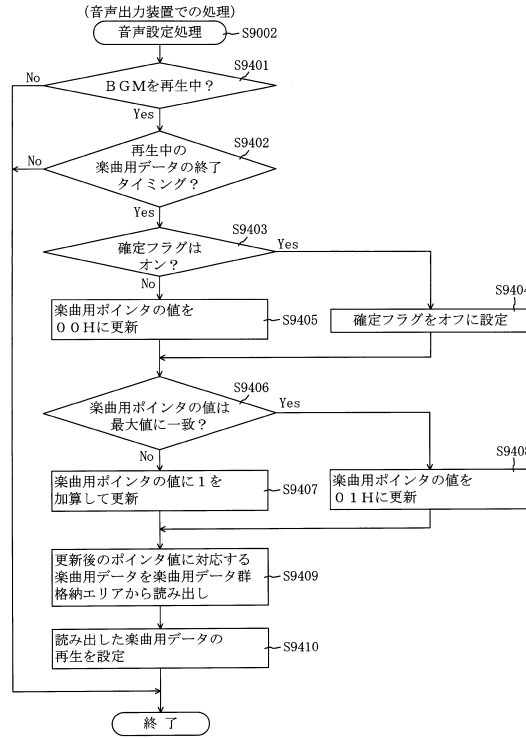 (音声出力装置での処理)
音声設定処理
S9002
S9401
No
BGMを再生中？
Yes
S9402
No
再生中の
楽曲用データの終了
タイミング？
Yes
S9403
確定フラグは
オン？
Yes
No
S9404
楽曲用ポインタの値を
００Hに更新
S9405
確定フラグをオフに設定
S9406
楽曲用ポインタの値は
最大値に一致？
Yes
No
S9408
楽曲用ポインタの値に１を
加算して更新
S9407
楽曲用ポインタの値を
０１Hに更新
更新後のポインタ値に対応する
楽曲用データを楽曲用データ群
格納エリアから読み出し
S9409
読み出した楽曲用データの
再生を設定
S9410
終了